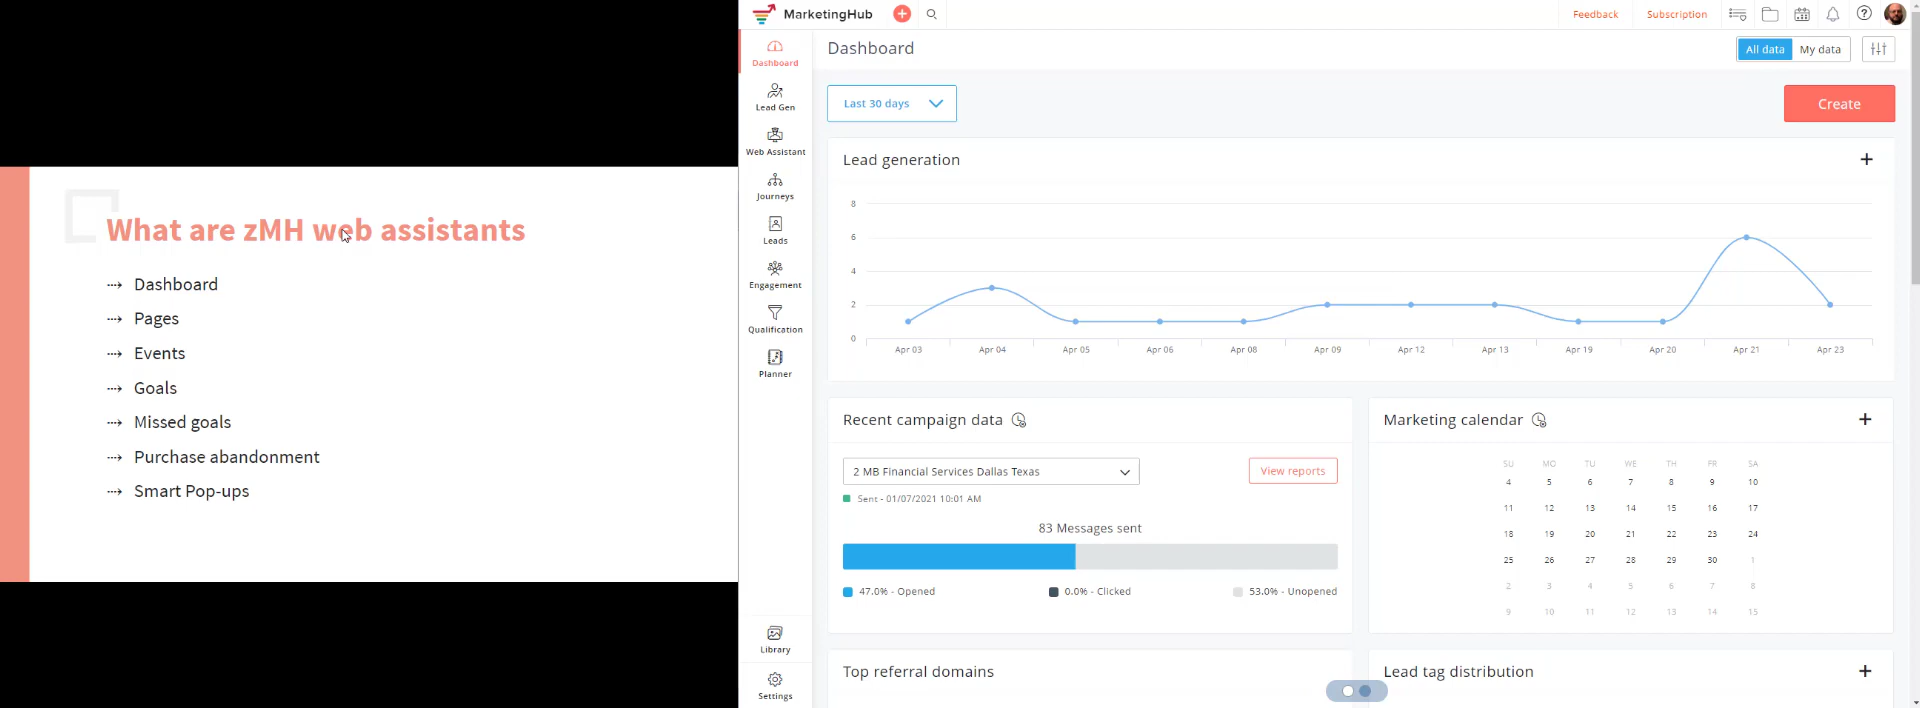 What are zMH web assistants
Dashboard
Pages
Events
Goals
Missed goals
Purchase abandonment
Smart Pop-ups
MarketingHub
Feedback
Subscription
Dashboard
Lead Gen
Web Assistant
Journeys
Leads
Engagement
Qualification
Planner
Library
Settings
Dashboard
All data My data
Last 30 days
Create
Lead generation
8
6
4
2
0
Apr 03 Apr 04 Apr 05 Apr 06 Apr 08 Apr 09 Apr 12 Apr 13 Apr 19 Apr 20 Apr 21 Apr 23
Recent campaign data
2 MB Financial Services Dallas Texas
View reports
Sent - 01/07/2021 10:01 AM
83 Messages sent
47.0% - Opened 0.0% - Clicked 53.0% - Unopened
Marketing calendar
SU MO TU WE TH FR SA
4 5 6 7 8 9 10
11 12 13 14 15 16 17
18 19 20 21 22 23 24
25 26 27 28 29 30 1
2 3 4 5 6 7 8
9 10 11 12 13 14 15
Top referral domains
Lead tag distribution